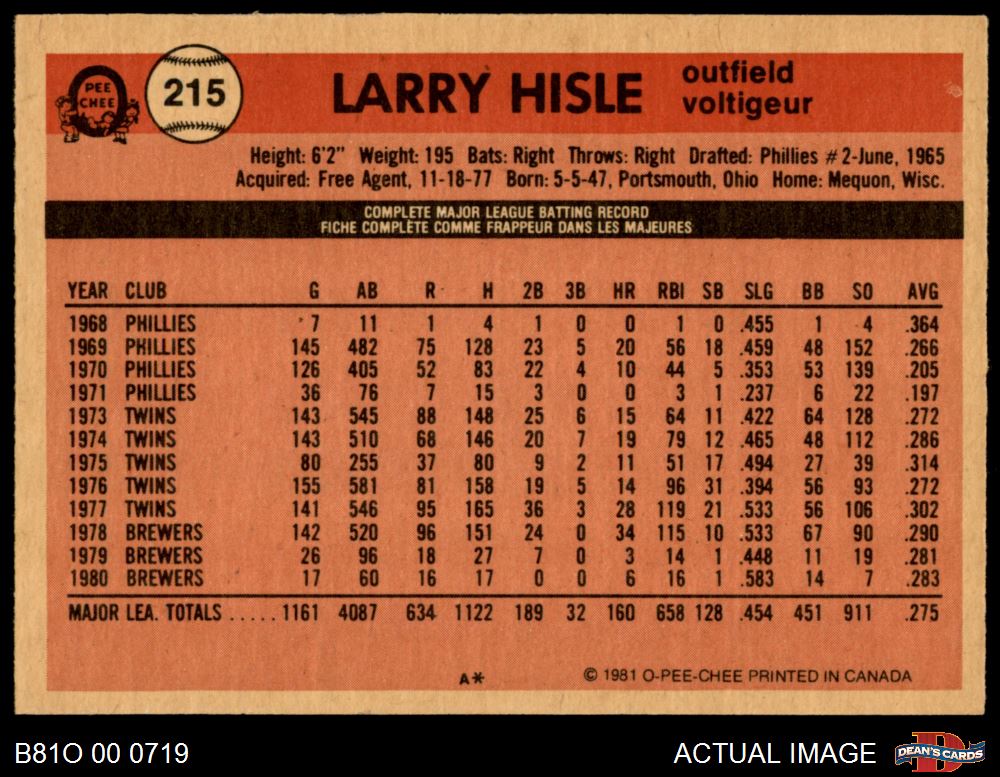 PEE
CHEE
215
LARRY HISLE
outfield
voltigeur
Height: 6'2" Weight: 195 Bats: Right Throws: Right Drafted: Phillies #2-June, 1965
Acquired: Free Agent, 11-18-77 Born: 5-5-47, Portsmouth, Ohio Home: Mequon, Wisc.
COMPLETE MAJOR LEAGUE BATTING RECORD
FICHE COMPLÈTE COMME FRAPPEUR DANS LES MAJEURES
YEAR CLUB G AB R H 2B 3B HR RBI SB SLG BB SO AVG
1968 PHILLIES 7 11 1 4 1 0 0 1 0 .455 1 4 .364
1969 PHILLIES 145 482 75 128 23 5 20 56 18 .459 48 152 .266
1970 PHILLIES 126 405 52 83 22 4 10 44 5 .353 53 139 .205
1971 PHILLIES 36 76 7 15 3 0 0 3 1 .237 6 22 .197
1973 TWINS 143 545 88 148 25 6 15 64 11 .422 64 128 .272
1974 TWINS 143 510 68 146 20 7 19 79 12 .465 48 112 .286
1975 TWINS 80 255 37 80 9 2 11 51 17 .494 27 39 .314
1976 TWINS 155 581 81 158 19 5 14 96 31 .394 56 93 .272
1977 TWINS 141 546 95 165 36 3 28 119 21 .533 56 106 .302
1978 BREWERS 142 520 96 151 24 0 34 115 10 .533 67 90 .290
1979 BREWERS 26 96 18 27 7 0 3 14 1 .448 11 19 .281
1980 BREWERS 17 60 16 17 0 0 6 16 1 .583 14 7 .283
MAJOR LEA. TOTALS ..... 1161 4087 634 1122 189 32 160 658 128 .454 451 911 .275
A*
© 1981 O-PEE-CHEE PRINTED IN CANADA
B81O 00 0719
ACTUAL IMAGE
DEAN'S CARDS